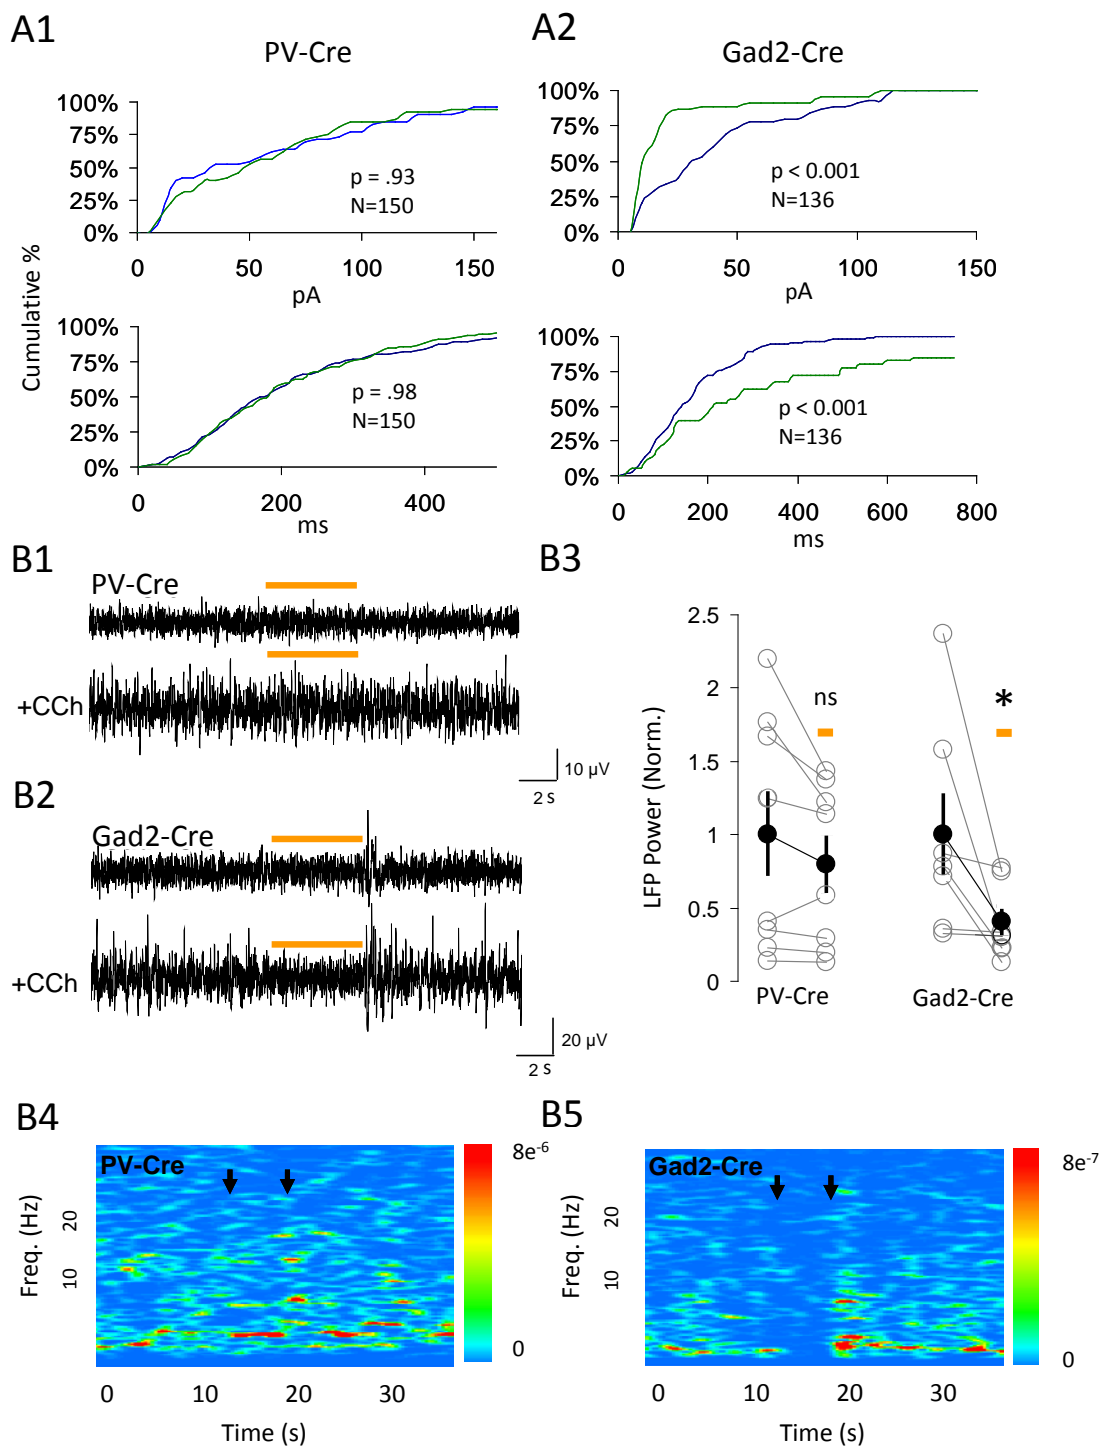 A1
PV-Cre
A2
Gad2-Cre
Cumulative %
100%
75%
50%
25%
0%
p = .93
N=150
0 50 100 150
pA
100%
75%
50%
25%
0%
p < 0.001
N=136
0 50 100 150
pA
100%
75%
50%
25%
0%
p = .98
N=150
0 200 400
ms
100%
75%
50%
25%
0%
p < 0.001
N=136
0 200 400 600 800
ms
B1
PV-Cre
+CCh
10 µV
2 s
B2
Gad2-Cre
+CCh
20 µV
2 s
B3
LFP Power (Norm.)
2.5
2
1.5
1
0.5
0
ns
*
PV-Cre
Gad2-Cre
B4
PV-Cre
Freq. (Hz)
20
10
8e-6
0
0 10 20 30
Time (s)
B5
Gad2-Cre
Freq. (Hz)
20
10
8e-7
0
0 10 20 30
Time (s)